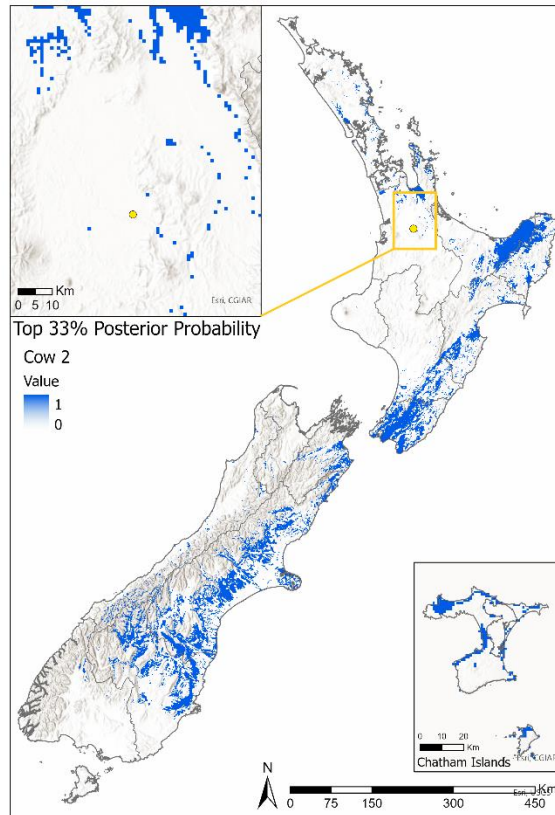 Km
0 5 10
Esri, CGIAR
Top 33% Posterior Probability
Cow 2
Value
1
0
0 10 20
Km
Esri, CGIAR
Chatham Islands
N
Km
0 75 150 300 450